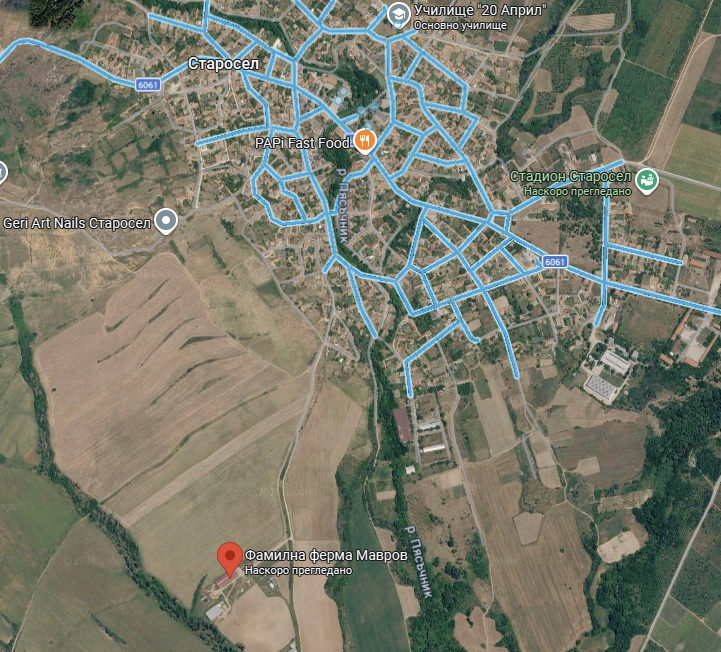 Училище "20 Април"
Основно училище
Старосел
6061
PAPi Fast Food
Стадион Старосел
Наскоро прегледано
р. Пясъчник
Geri Art Nails Старосел
6061
Фамилна ферма Мавров
Наскоро прегледано
р. Пясъчник